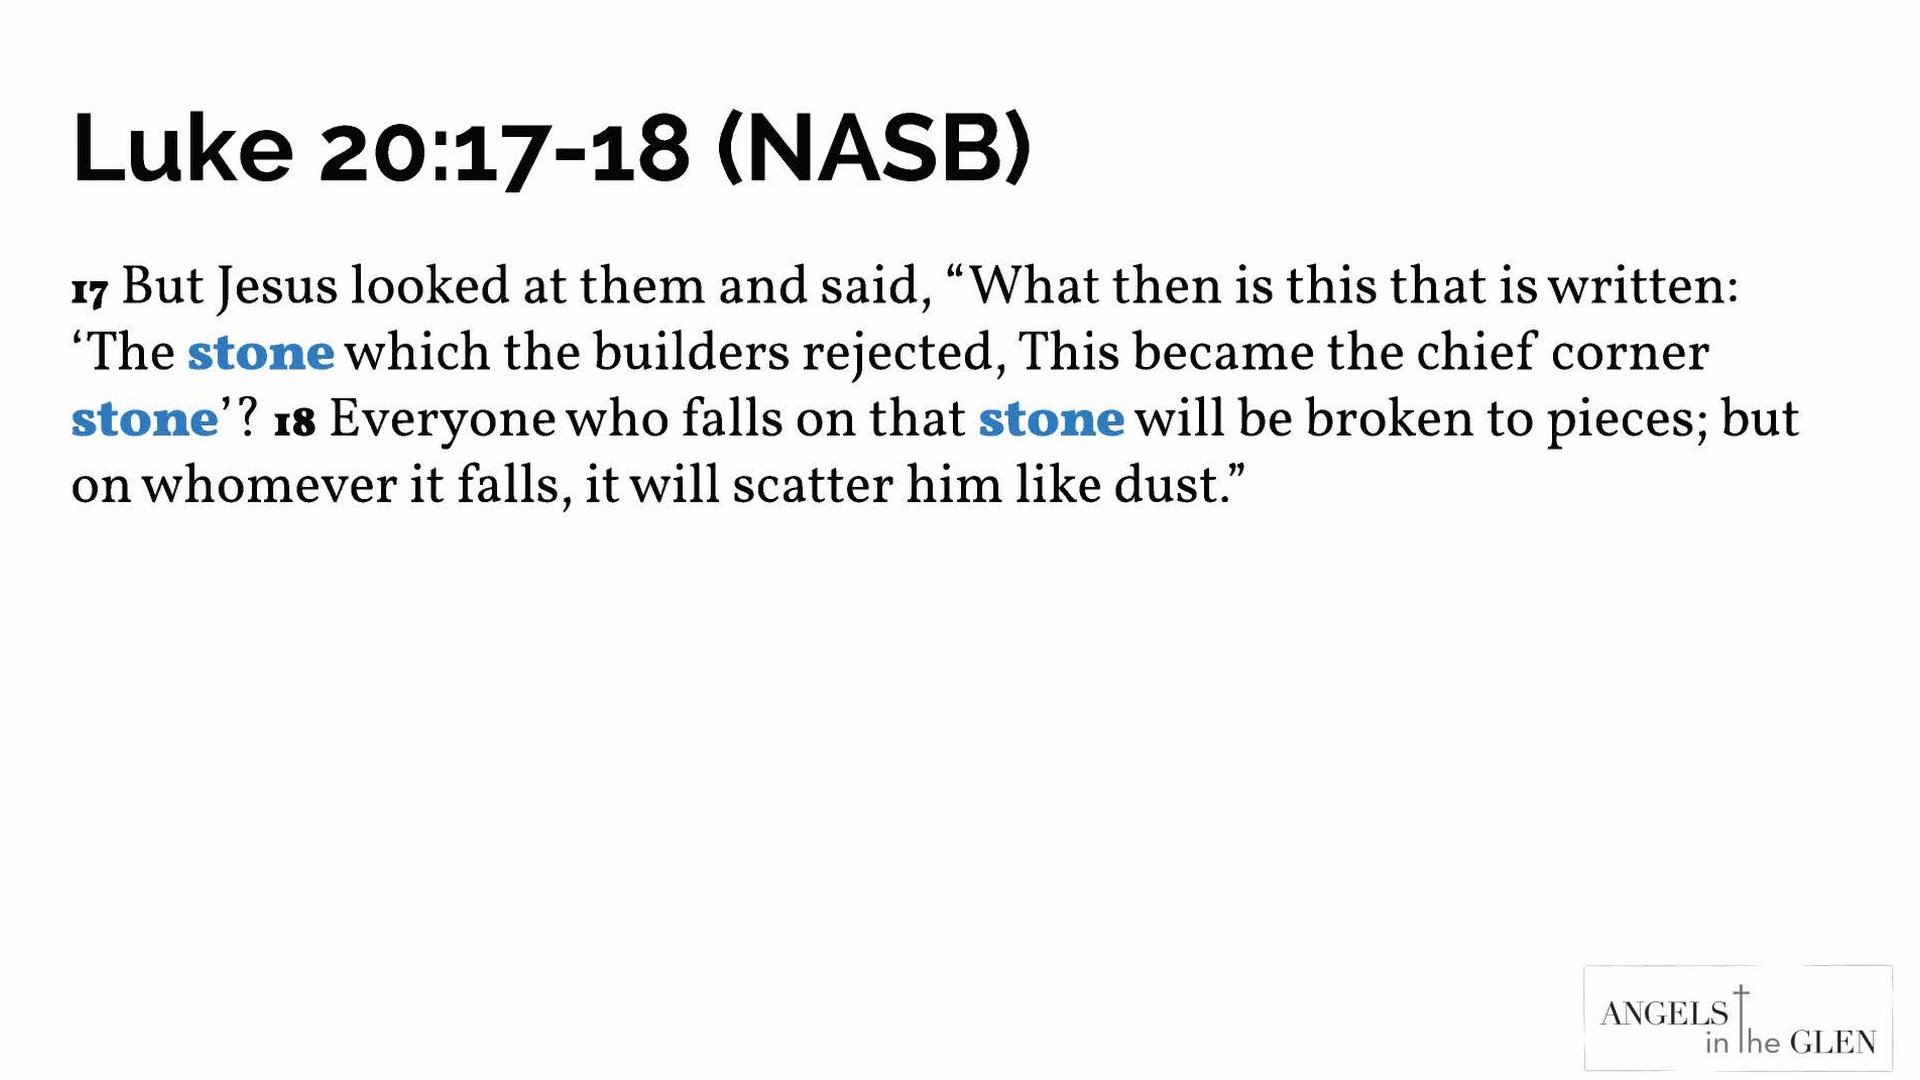 Luke 20:17-18 (NASB)
17 But Jesus looked at them and said, “What then is this that is written:
‘The stone which the builders rejected, This became the chief corner
stone’? 18 Everyone who falls on that stone will be broken to pieces; but
on whomever it falls, it will scatter him like dust.”
ANGELS
in the GLEN